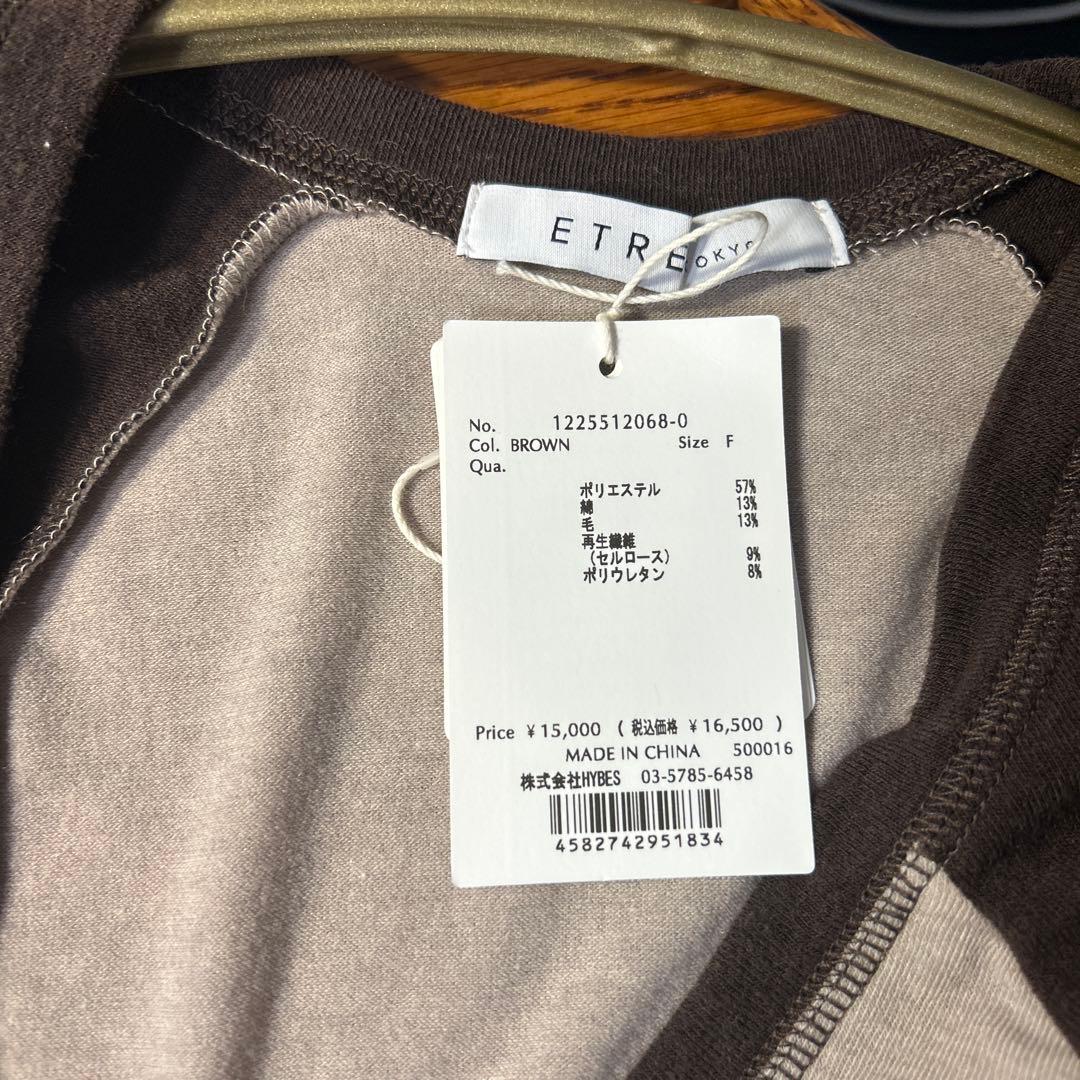 ETRE TOKYO
No. 1225512068-0
Col. BROWN Size F
Qua.
ポリエステル 57%
綿 13%
毛 13%
再生繊維
(セルロース) 9%
ポリウレタン 8%
Price ¥15,000 ( 税込価格 ¥16,500 )
MADE IN CHINA 500016
株式会社HYBES 03-5785-6458
4582742951834